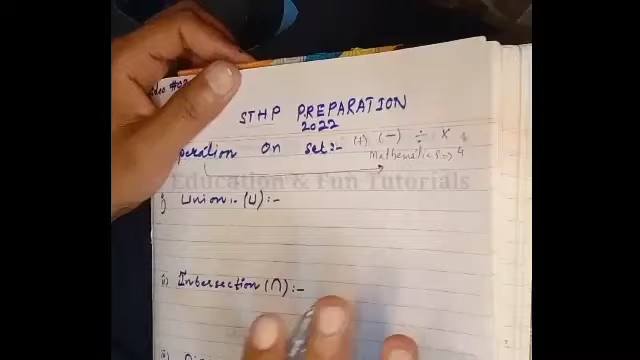 STHP PREPARATION
2022
peration on set:- (+) (-) ÷ ×
Mathematics => 4
Education & Fun Tutorials
i) Union:- (U):-
ii) Intersection (∩):-